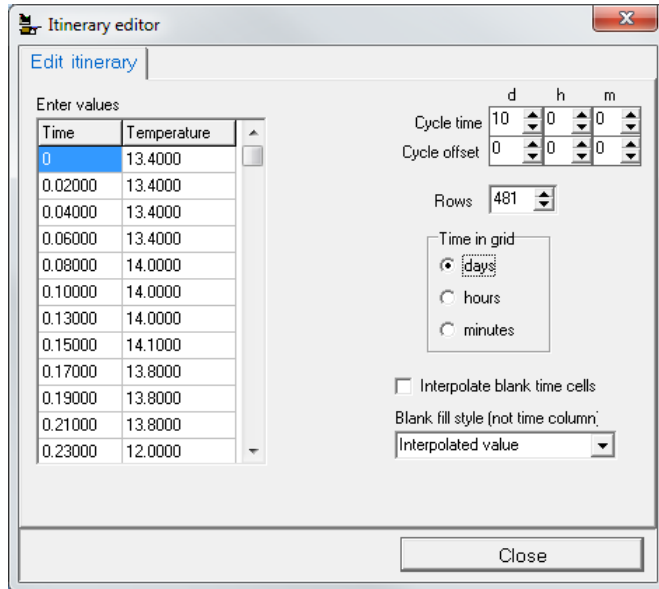 Itinerary editor
x
Edit itinerary
Enter values
Time Temperature
0 13.4000
0.02000 13.4000
0.04000 13.4000
0.06000 13.4000
0.08000 14.0000
0.10000 14.0000
0.13000 14.0000
0.15000 14.1000
0.17000 13.8000
0.19000 13.8000
0.21000 13.8000
0.23000 12.0000
d h m
Cycle time 10 0 0
Cycle offset 0 0 0
Rows 481
Time in grid
days
hours
minutes
Interpolate blank time cells
Blank fill style (not time column)
Interpolated value
Close